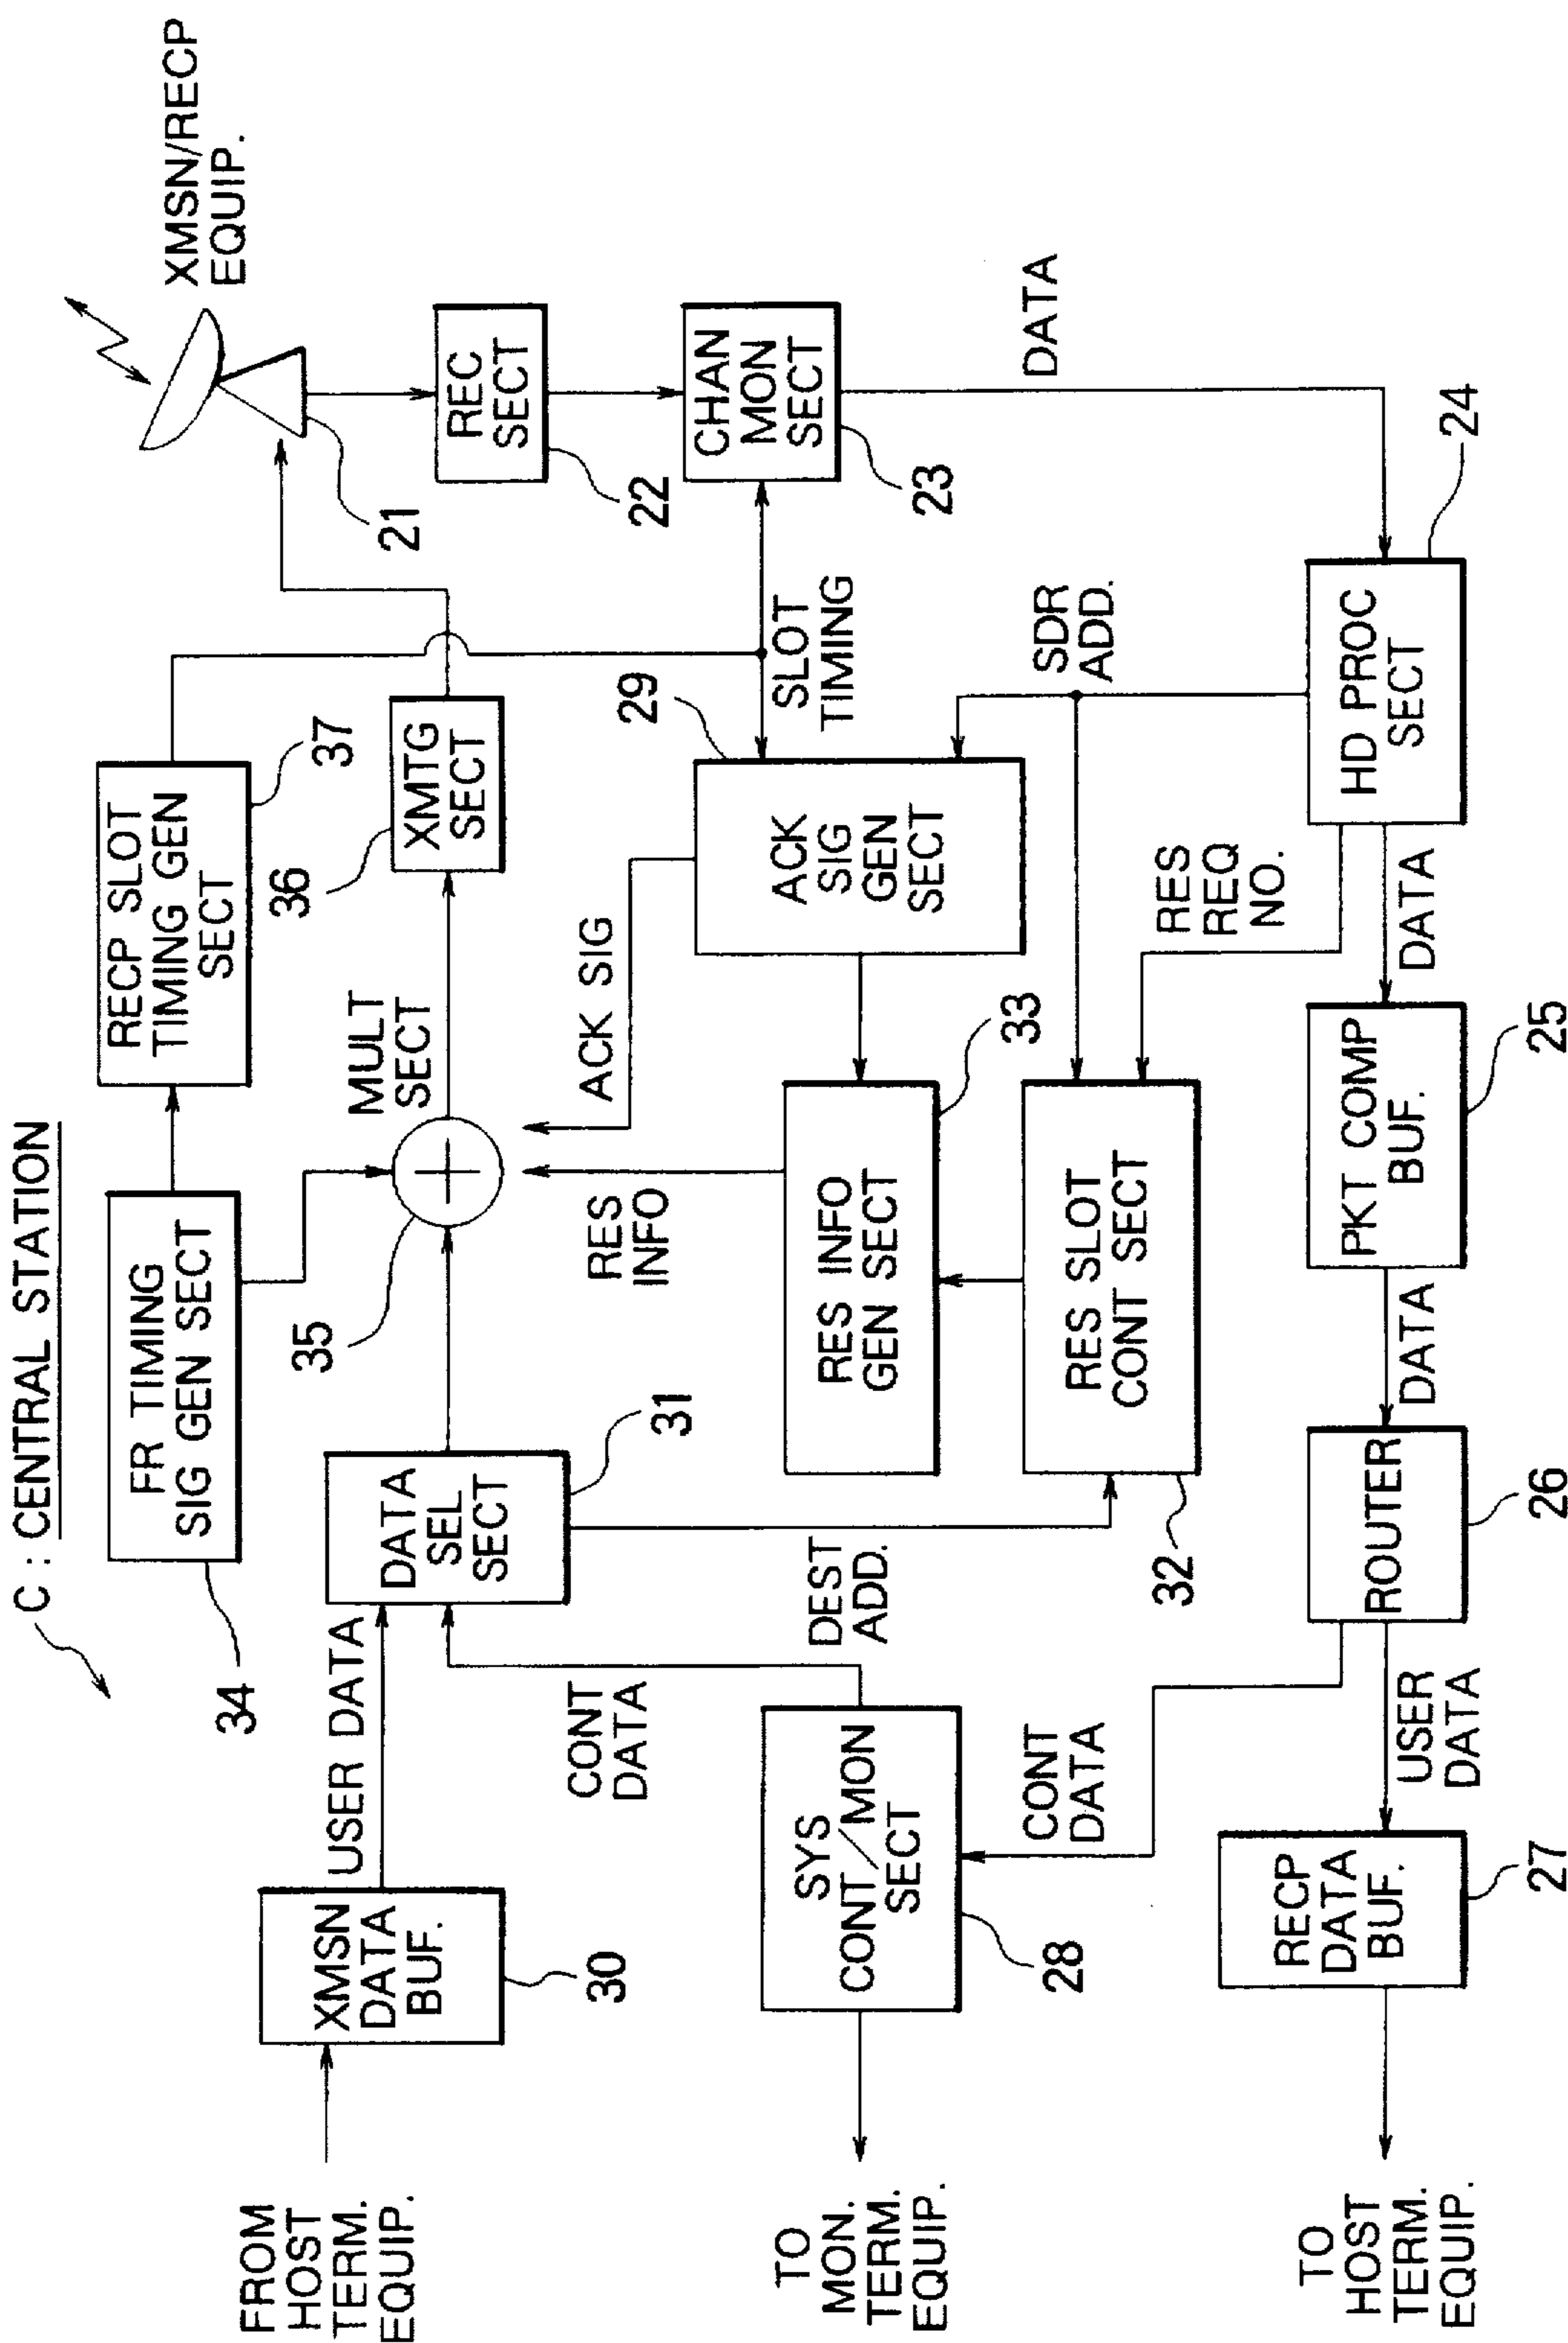 C : CENTRAL STATION
34
FR TIMING
SIG GEN SECT
RECP SLOT
TIMING GEN
SECT
37
XMSN/RECP
EQUIP.
21
FROM
HOST
TERM.
EQUIP.
XMSN
DATA
BUF.
30
USER DATA
CONT
DATA
DATA
SEL
SECT
31
35
MULT
SECT
36
XMTG
SECT
REC
SECT
22
RES
INFO
ACK SIG
29
SLOT
TIMING
CHAN
MON
SECT
23
TO
MON.
TERM.
EQUIP.
SYS
CONT/MON
SECT
28
DEST
ADD.
RES INFO
GEN SECT
33
ACK
SIG
GEN
SECT
SDR
ADD.
DATA
CONT
DATA
32
RES SLOT
CONT SECT
RES
REQ
NO.
TO
HOST
TERM.
EQUIP.
RECP
DATA
BUF.
27
USER
DATA
ROUTER
26
DATA
PKT COMP
BUF.
25
DATA
HD PROC
SECT
24